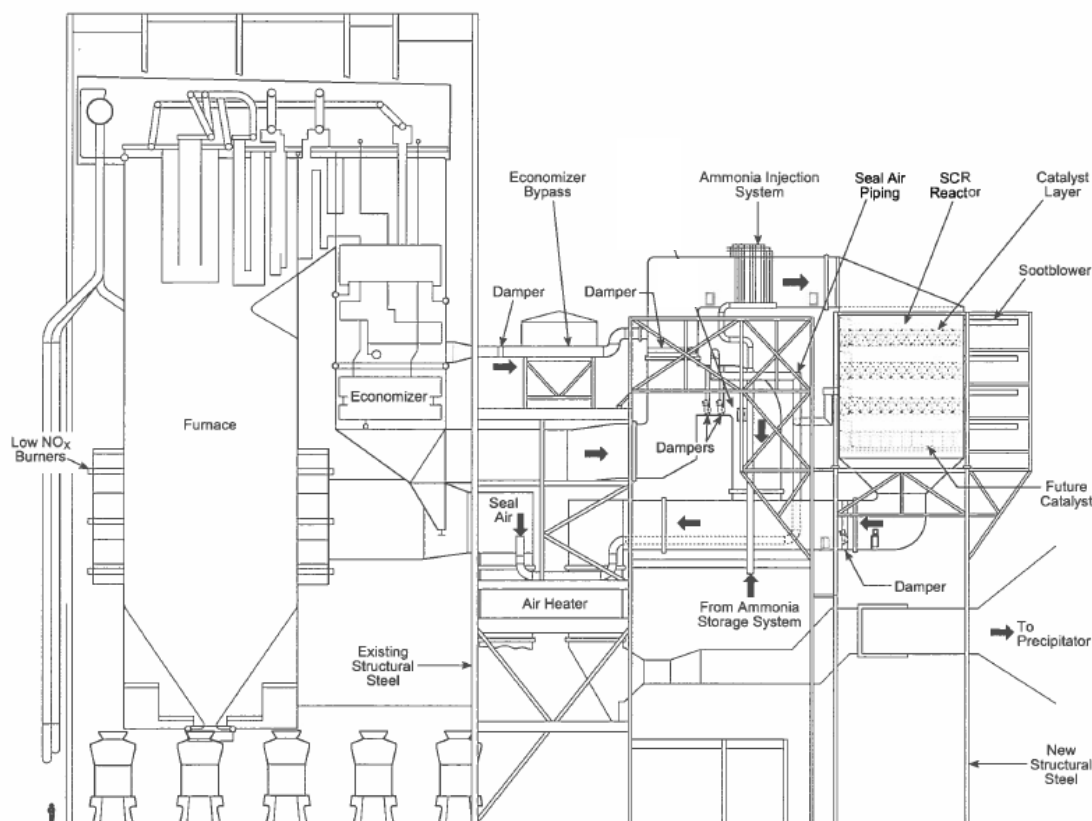 Economizer
Bypass
Ammonia Injection
System
Seal Air
Piping
SCR
Reactor
Catalyst
Layer
Sootblower
Damper
Damper
Economizer
Furnace
Low NOx
Burners
Dampers
Future
Catalyst
Seal
Air
Damper
Air Heater
From Ammonia
Storage System
To
Precipitator
Existing
Structural
Steel
New
Structural
Steel